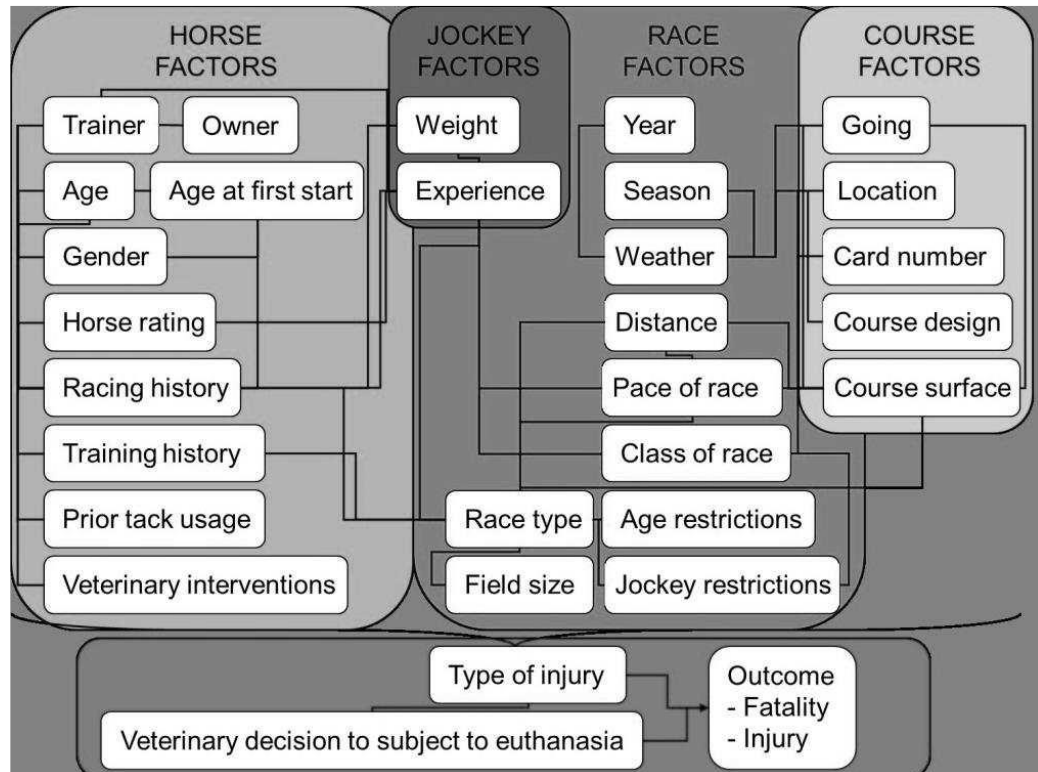 HORSE
FACTORS
Trainer
Owner
Age
Age at first start
Gender
Horse rating
Racing history
Training history
Prior tack usage
Veterinary interventions
JOCKEY
FACTORS
Weight
Experience
RACE
FACTORS
Year
Season
Weather
Distance
Pace of race
Class of race
Race type
Age restrictions
Field size
Jockey restrictions
COURSE
FACTORS
Going
Location
Card number
Course design
Course surface
Type of injury
Veterinary decision to subject to euthanasia
Outcome
- Fatality
- Injury